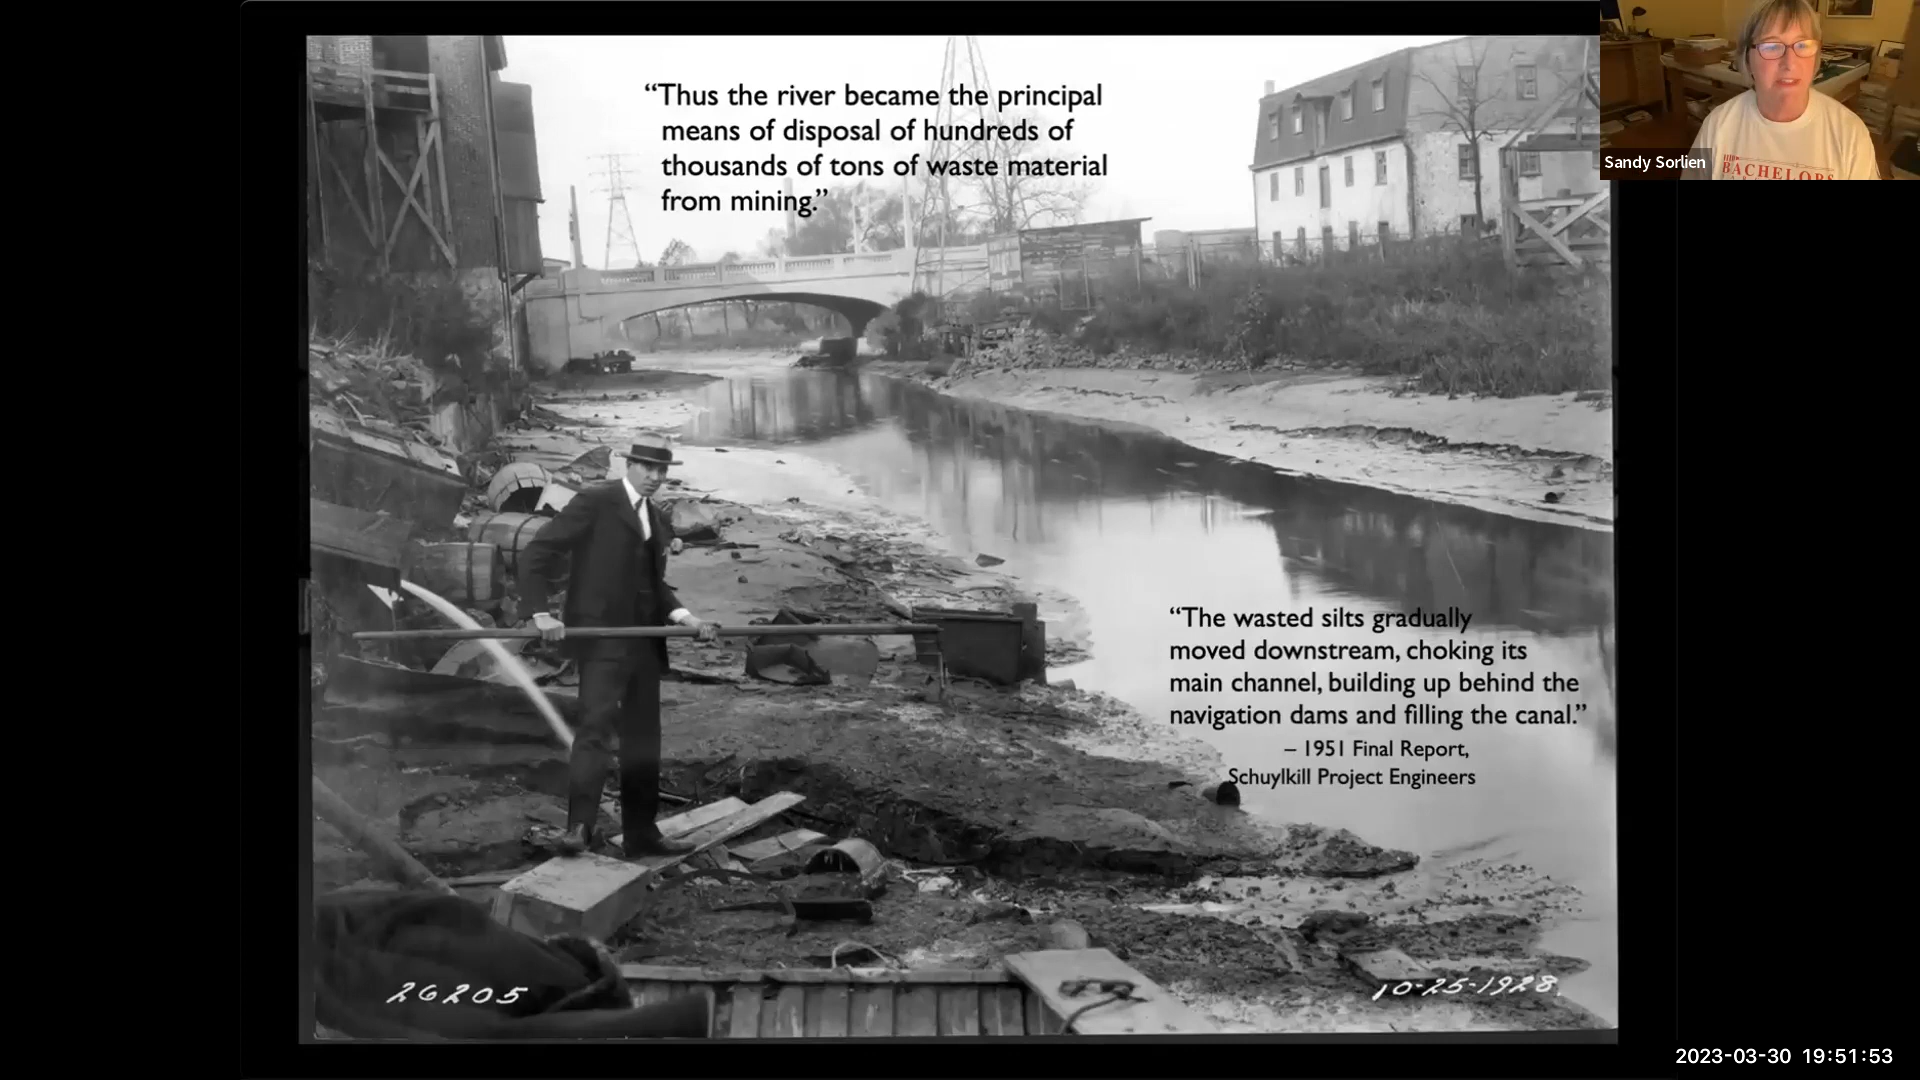 “Thus the river became the principal
means of disposal of hundreds of
thousands of tons of waste material
from mining.”
Sandy Sorlien
BACHELORS
“The wasted silts gradually
moved downstream, choking its
main channel, building up behind the
navigation dams and filling the canal.”
– 1951 Final Report,
Schuylkill Project Engineers
26205
10-25-1928.
2023-03-30 19:51:53